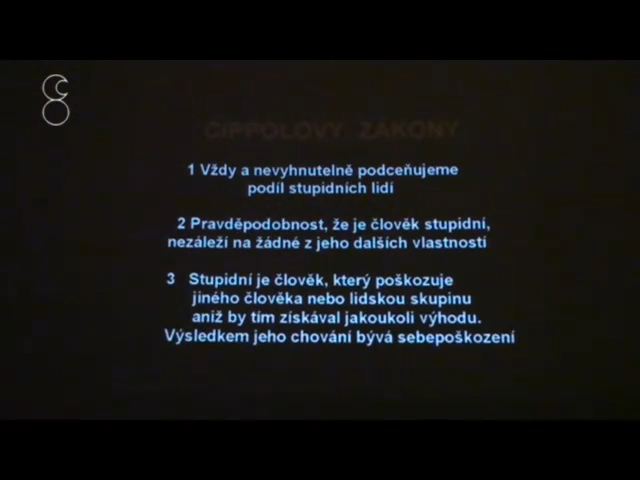 CIPPOLOVY ZÁKONY
1 Vždy a nevyhnutelně podceňujeme
podíl stupidních lidí
2 Pravděpodobnost, že je člověk stupidní,
nezáleží na žádné z jeho dalších vlastností
3 Stupidní je člověk, který poškozuje
jiného člověka nebo lidskou skupinu
aniž by tím získával jakoukoli výhodu.
Výsledkem jeho chování bývá sebepoškození